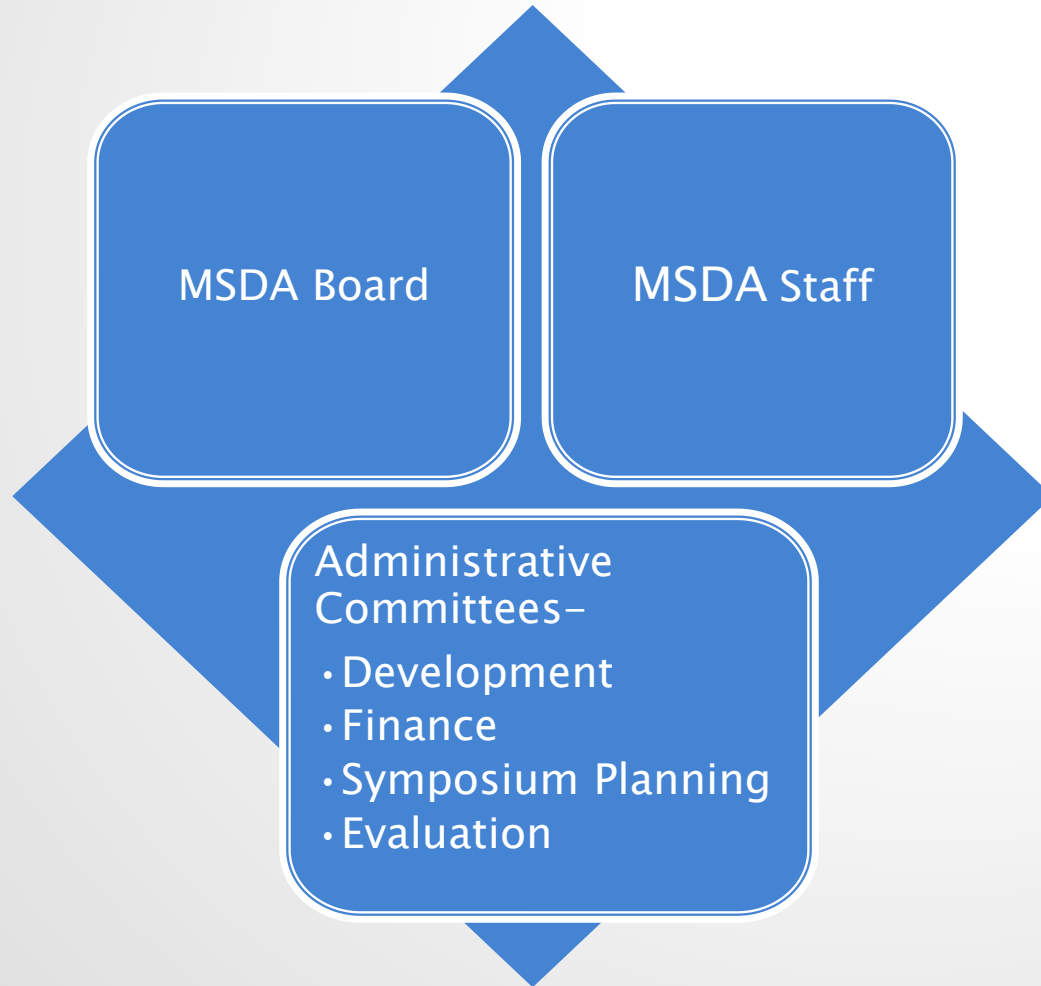 MSDA Board
MSDA Staff
Administrative
Committees–
•Development
•Finance
•Symposium Planning
•Evaluation